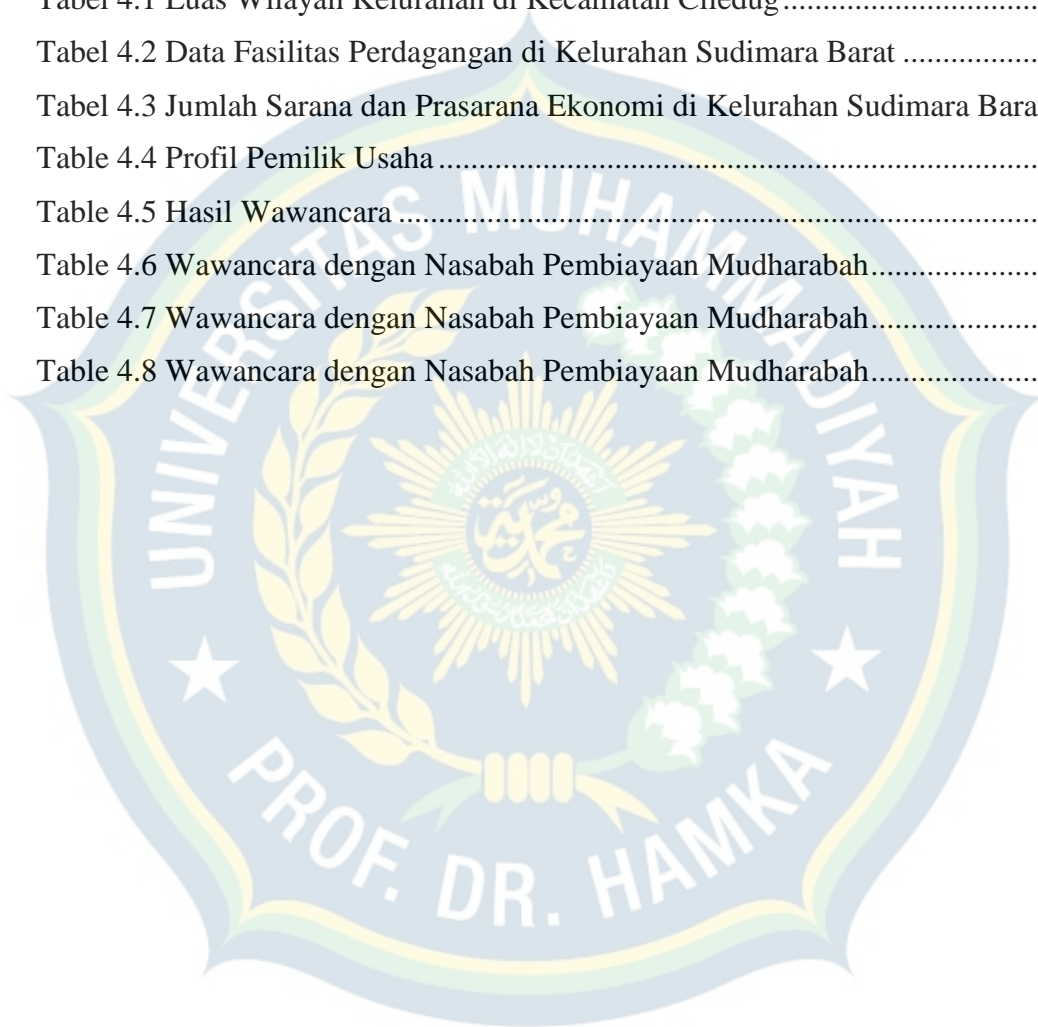 Tabel 4.1 Luas Wilayah Kelurahan di Kecamatan Ciledug
Tabel 4.2 Data Fasilitas Perdagangan di Kelurahan Sudimara Barat ..................
Tabel 4.3 Jumlah Sarana dan Prasarana Ekonomi di Kelurahan Sudimara Bara
Table 4.4 Profil Pemilik Usaha ..................
Table 4.5 Hasil Wawancara ..................
Table 4.6 Wawancara dengan Nasabah Pembiayaan Mudharabah..................
Table 4.7 Wawancara dengan Nasabah Pembiayaan Mudharabah..................
Table 4.8 Wawancara dengan Nasabah Pembiayaan Mudharabah..................
UNIVERSITAS MUHAMMADIYAH
PROF. DR. HAMKA